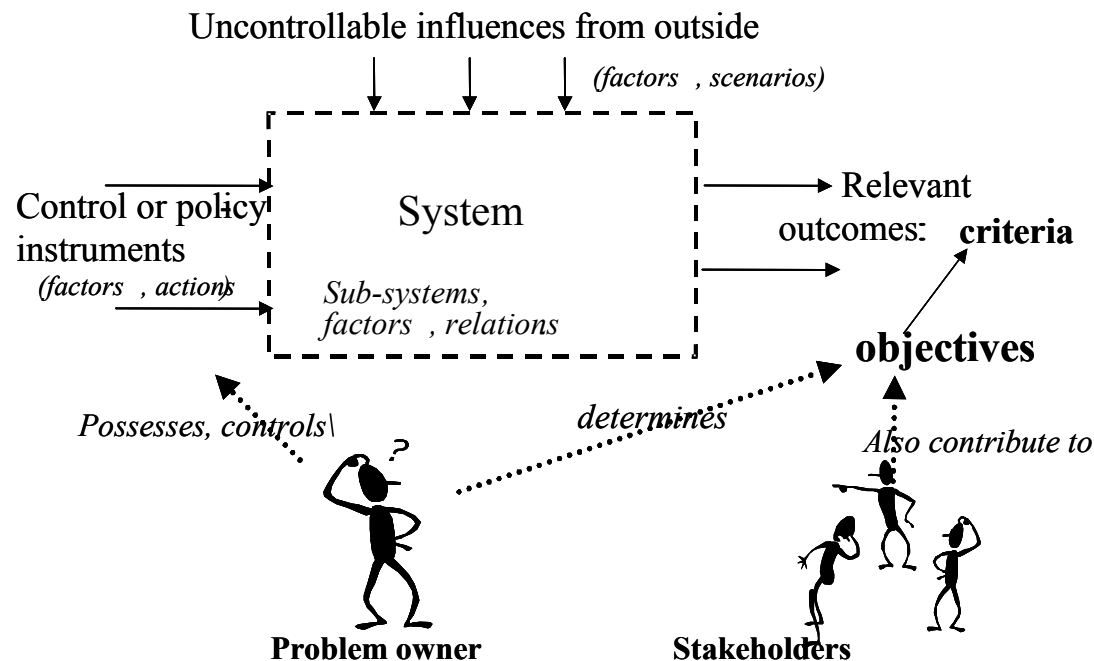 Uncontrollable influences from outside
(factors , scenarios)
Control or policy
instruments
(factors , actions)
System
Sub-systems,
factors , relations
Relevant
outcomes: criteria
objectives
Possesses, controls\
determines
Also contribute to
?
Problem owner
Stakeholders